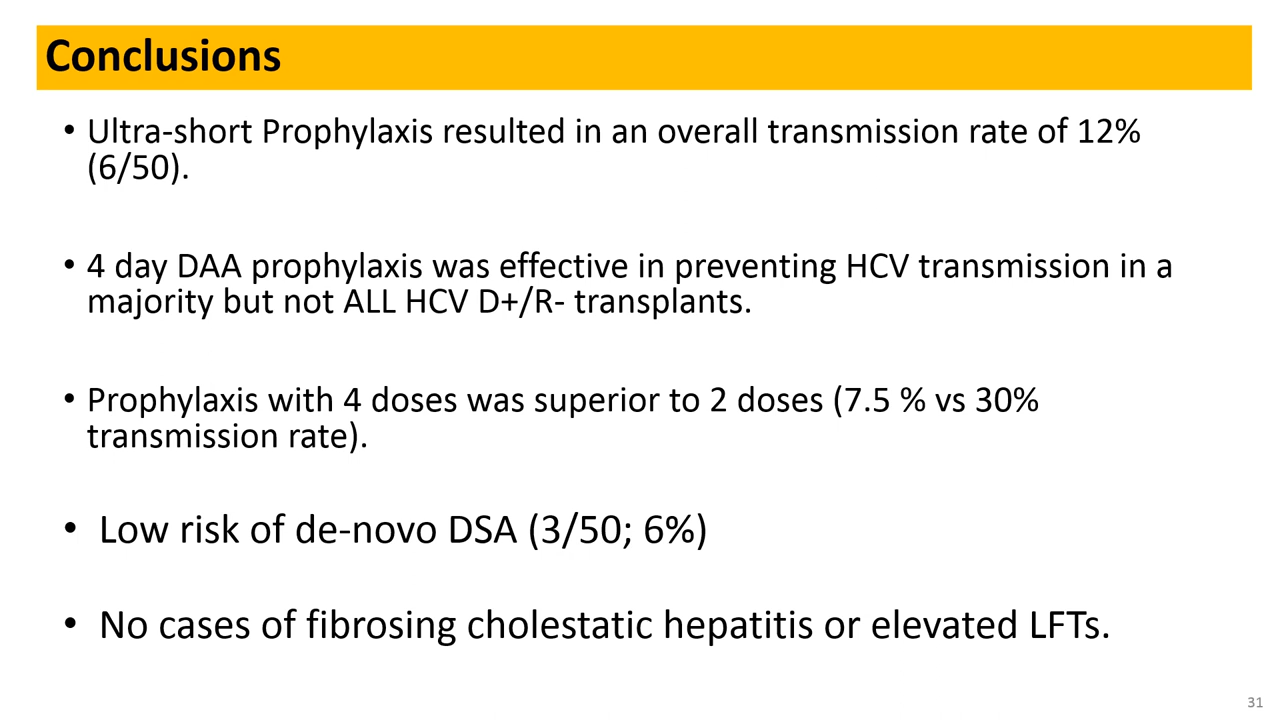 Conclusions
• Ultra-short Prophylaxis resulted in an overall transmission rate of 12%
(6/50).
• 4 day DAA prophylaxis was effective in preventing HCV transmission in a
majority but not ALL HCV D+/R- transplants.
• Prophylaxis with 4 doses was superior to 2 doses (7.5 % vs 30%
transmission rate).
• Low risk of de-novo DSA (3/50; 6%)
• No cases of fibrosing cholestatic hepatitis or elevated LFTs.
31